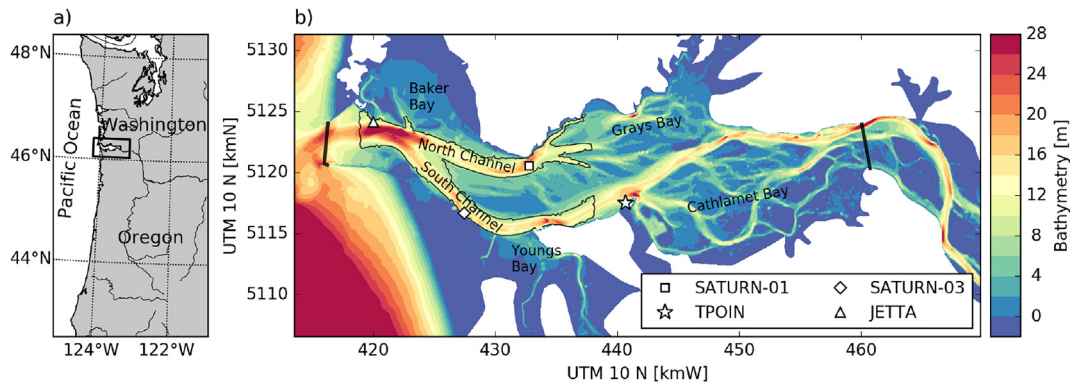 a)
48°N
46°N
44°N
124°W 122°W
Pacific Ocean
Washington
Oregon
b)
UTM 10 N [kmN]
5130
5125
5120
5115
5110
420 430 440 450 460
UTM 10 N [kmW]
Baker
Bay
North Channel
South Channel
Grays Bay
Cathlamet Bay
Youngs
Bay
SATURN-01 SATURN-03
TPOIN JETTA
28
24
20
16
12
8
4
0
Bathymetry [m]